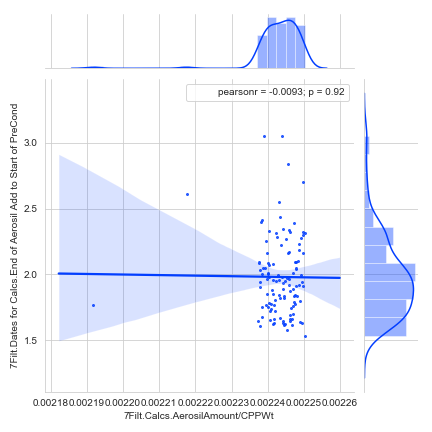 pearsonr = -0.0093; p = 0.92
7Filt.Dates for Calcs.End of Aerosil Add to Start of PreCond
3.0
2.5
2.0
1.5
0.00218 0.00219 0.00220 0.00221 0.00222 0.00223 0.00224 0.00225 0.00226
7Filt.Calcs.AerosilAmount/CPPWt